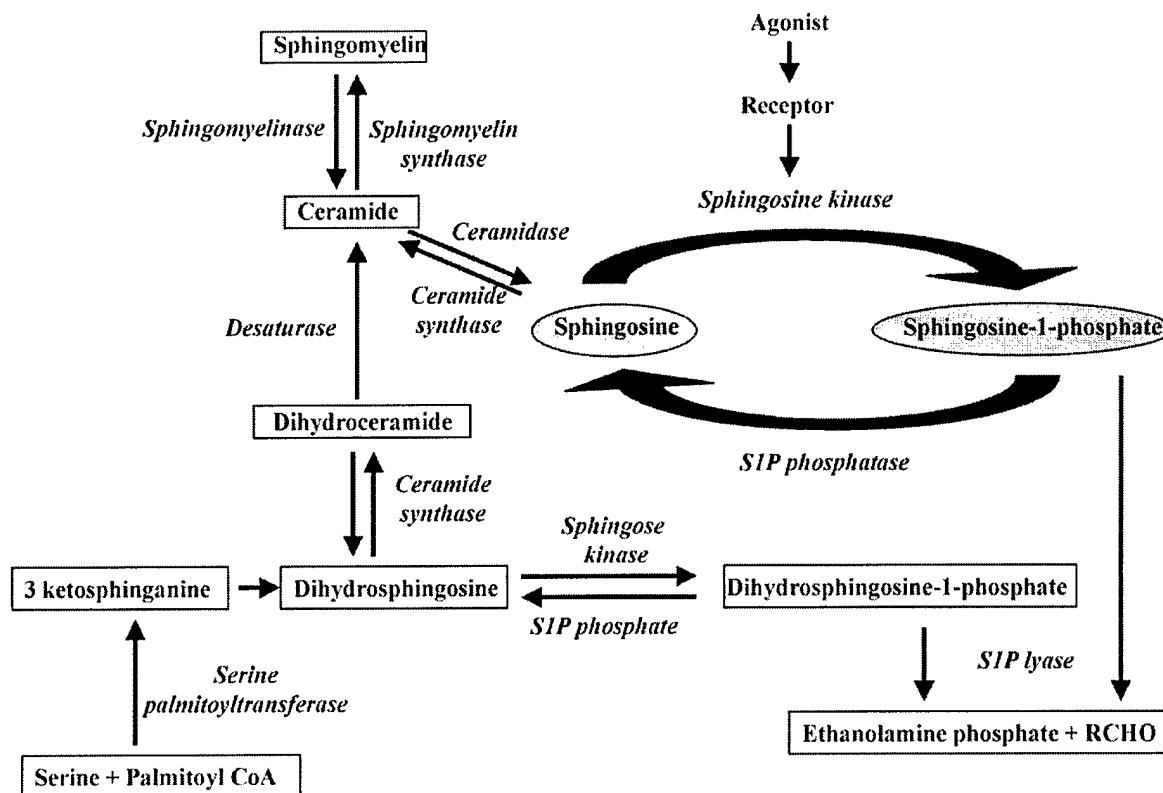 Agonist
Sphingomyelin
Receptor
Sphingomyelinase
Sphingomyelin
synthase
Sphingosine kinase
Ceramide
Ceramidase
Ceramide
synthase
Desaturase
Sphingosine
Sphingosine-1-phosphate
Dihydroceramide
S1P phosphatase
Ceramide
synthase
Sphingose
kinase
3 ketosphinganine
Dihydrosphingosine
Dihydrosphingosine-1-phosphate
S1P phosphate
Serine
palmitoyltransferase
S1P lyase
Ethanolamine phosphate + RCHO
Serine + Palmitoyl CoA